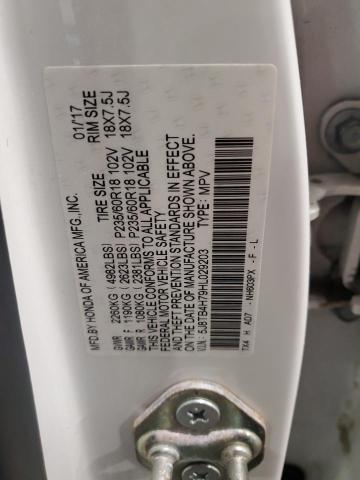 MFD.BY HONDA OF AMERICA MFG.,INC. 01/17
TIRE SIZE RIM SIZE
GVWR 2260KG (4982LBS) P235/60R18 102V 18X7.5J
GAWR F 1190KG (2623LBS) P235/60R18 102V 18X7.5J
GAWR R 1080KG (2381LBS)
THIS VEHICLE CONFORMS TO ALL APPLICABLE
FEDERAL MOTOR VEHICLE SAFETY
AND THEFT PREVENTION STANDARDS IN EFFECT
ON THE DATE OF MANUFACTURE SHOWN ABOVE.
5J8TB4H79HL029203 TYPE: MPV
TX4 H AD7 -NH603PX -F-L